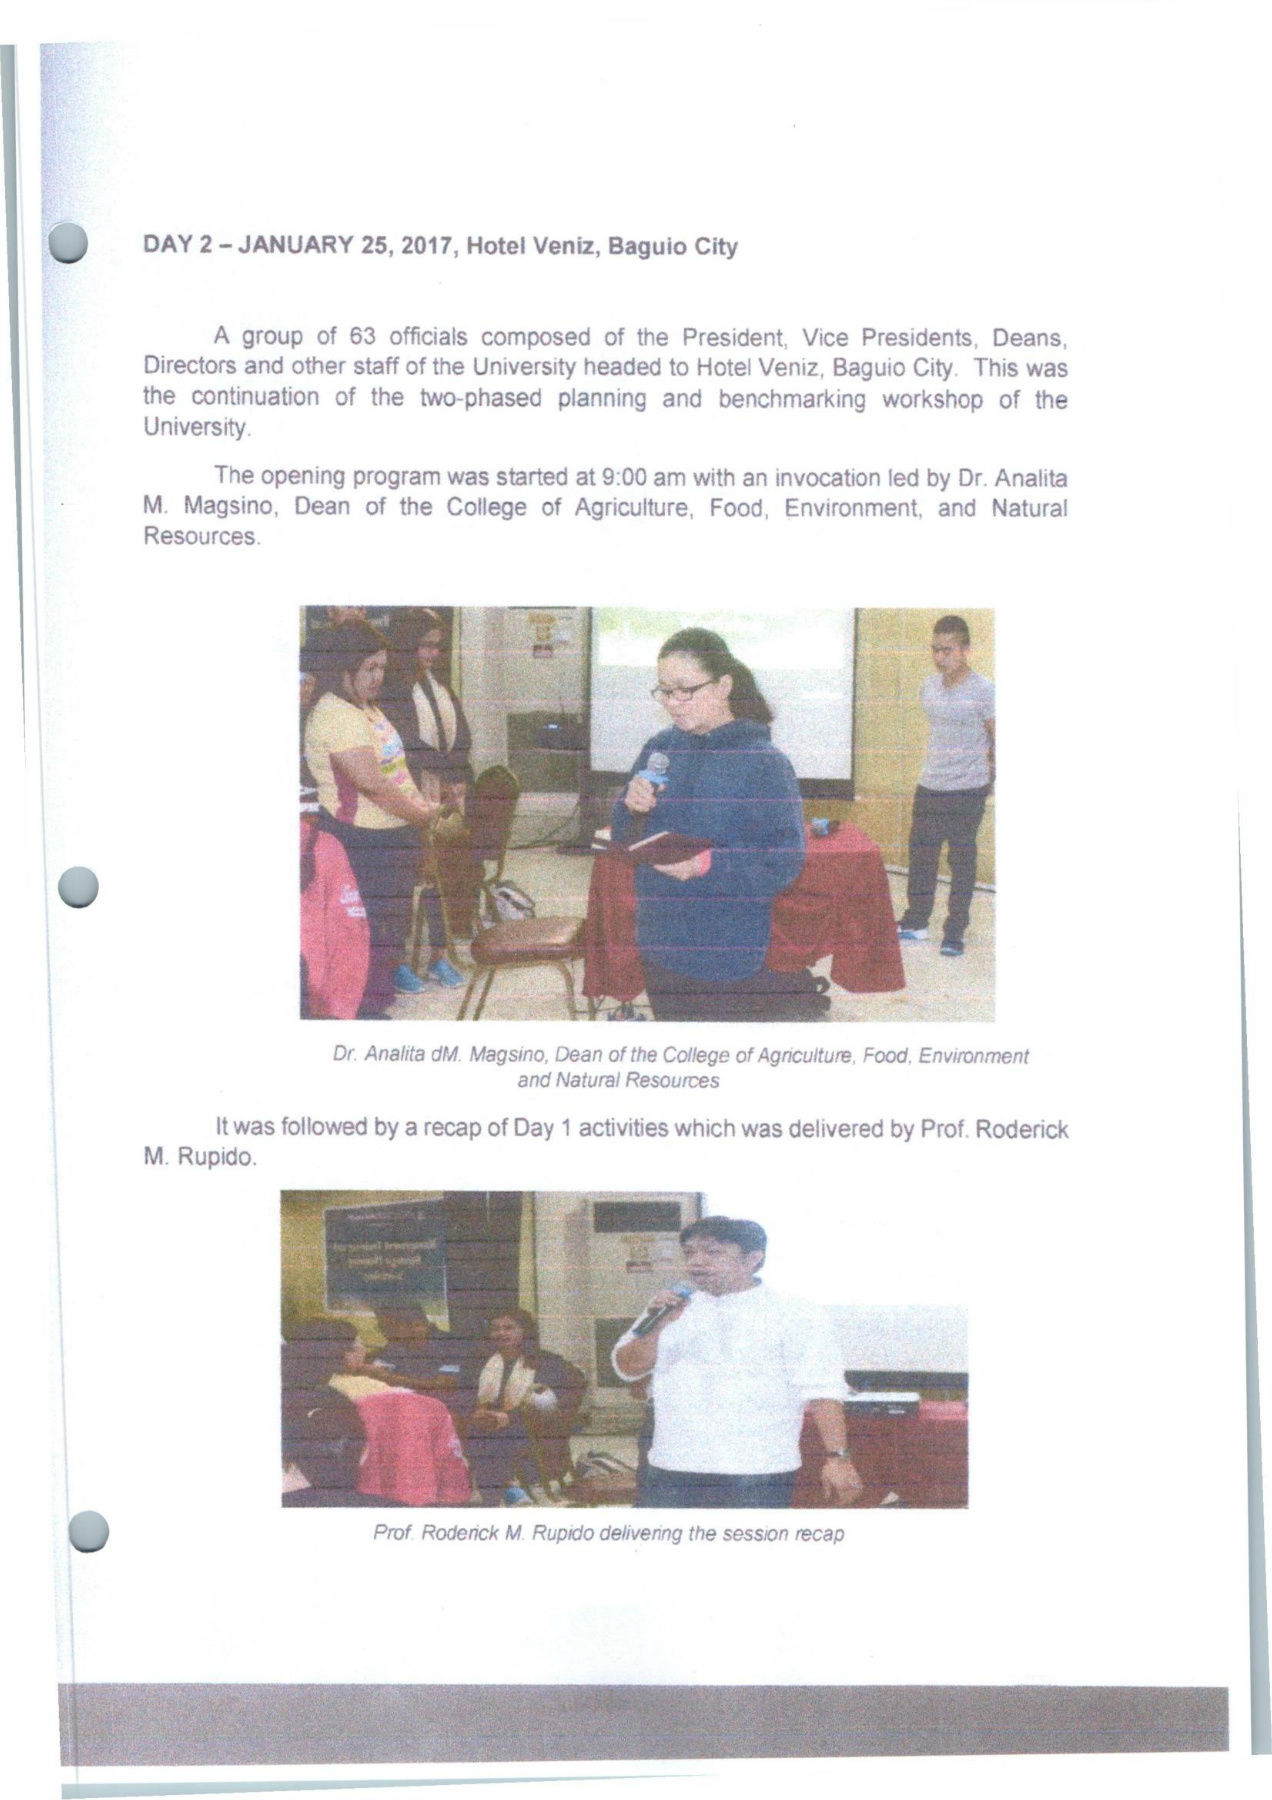 DAY 2 – JANUARY 25, 2017, Hotel Veniz, Baguio City
A group of 63 officials composed of the President, Vice Presidents, Deans,
Directors and other staff of the University headed to Hotel Veniz, Baguio City. This was
the continuation of the two-phased planning and benchmarking workshop of the
University.
The opening program was started at 9:00 am with an invocation led by Dr. Analita
M. Magsino, Dean of the College of Agriculture, Food, Environment, and Natural
Resources.
Dr. Analita dM. Magsino, Dean of the College of Agriculture, Food, Environment
and Natural Resources
It was followed by a recap of Day 1 activities which was delivered by Prof. Roderick
M. Rupido.
Prof. Roderick M. Rupido delivering the session recap